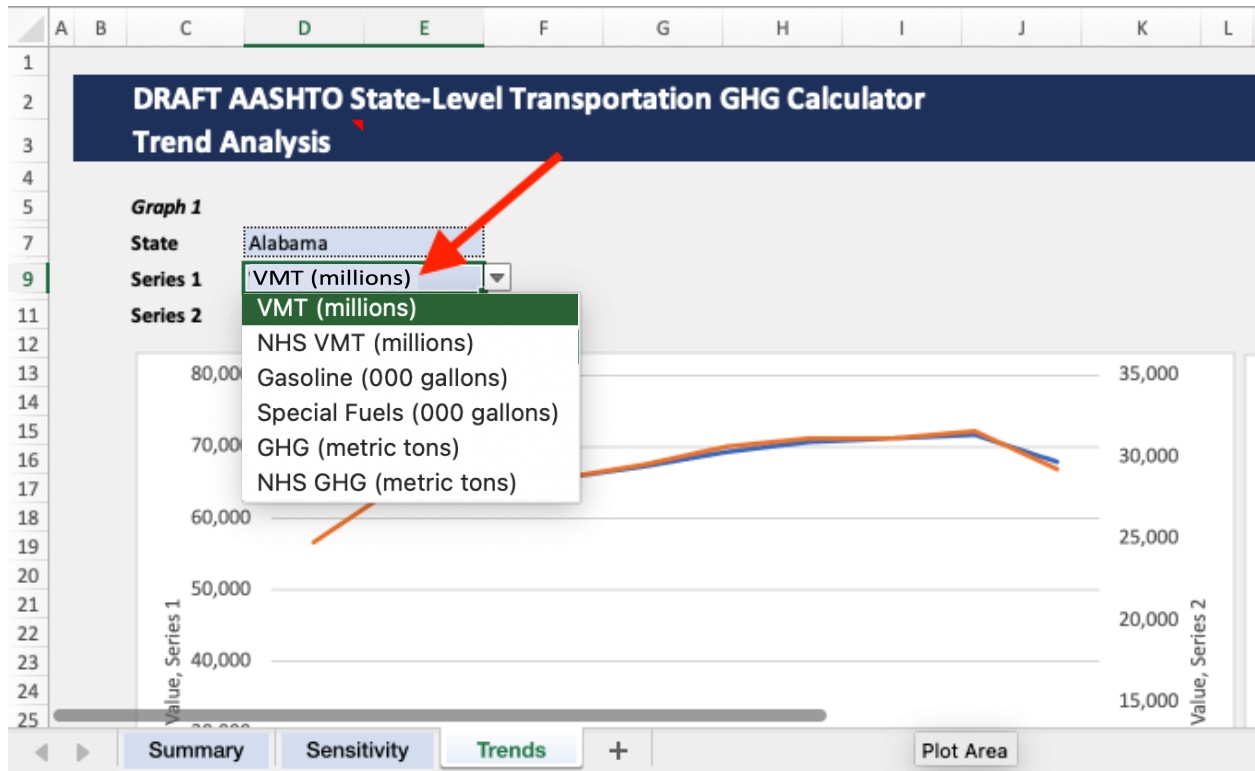 A B C D E F G H I J K L
1
2 DRAFT AASHTO State-Level Transportation GHG Calculator
3 Trend Analysis
4
5 Graph 1
7 State Alabama
9 Series 1 VMT (millions)
VMT (millions)
11 Series 2
12 NHS VMT (millions)
13 80,00 Gasoline (000 gallons) 35,000
14 Special Fuels (000 gallons)
15 70,00 GHG (metric tons)
16 30,000
17 NHS GHG (metric tons)
18 60,000
19 25,000
20
21 50,000
22 20,000
23 40,000
24 15,000
25
Value, Series 1
Value, Series 2
Summary Sensitivity Trends + Plot Area